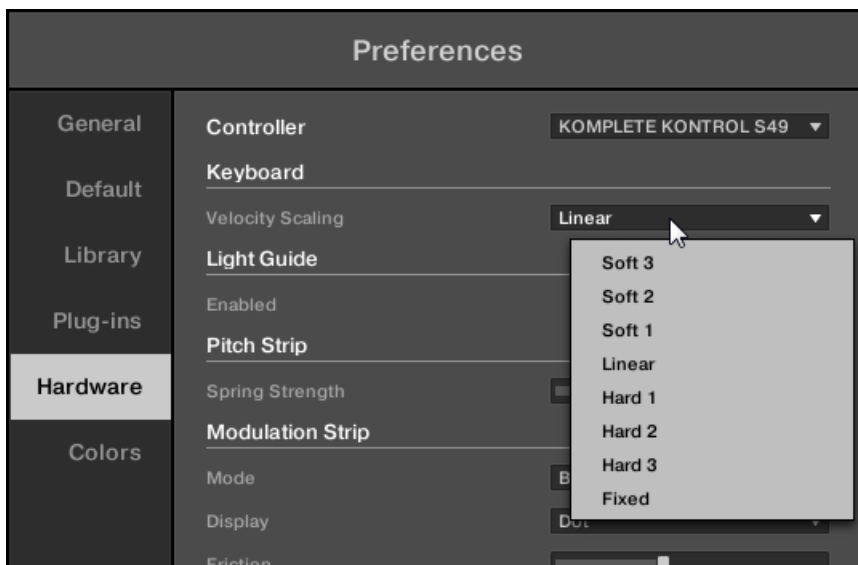 Preferences
General
Default
Library
Plug-ins
Hardware
Colors
Controller KOMPLETE KONTROL S49
Keyboard
Velocity Scaling Linear
Light Guide
Enabled
Pitch Strip
Spring Strength
Modulation Strip
Mode
Display
Friction
Soft 3
Soft 2
Soft 1
Linear
Hard 1
Hard 2
Hard 3
Fixed